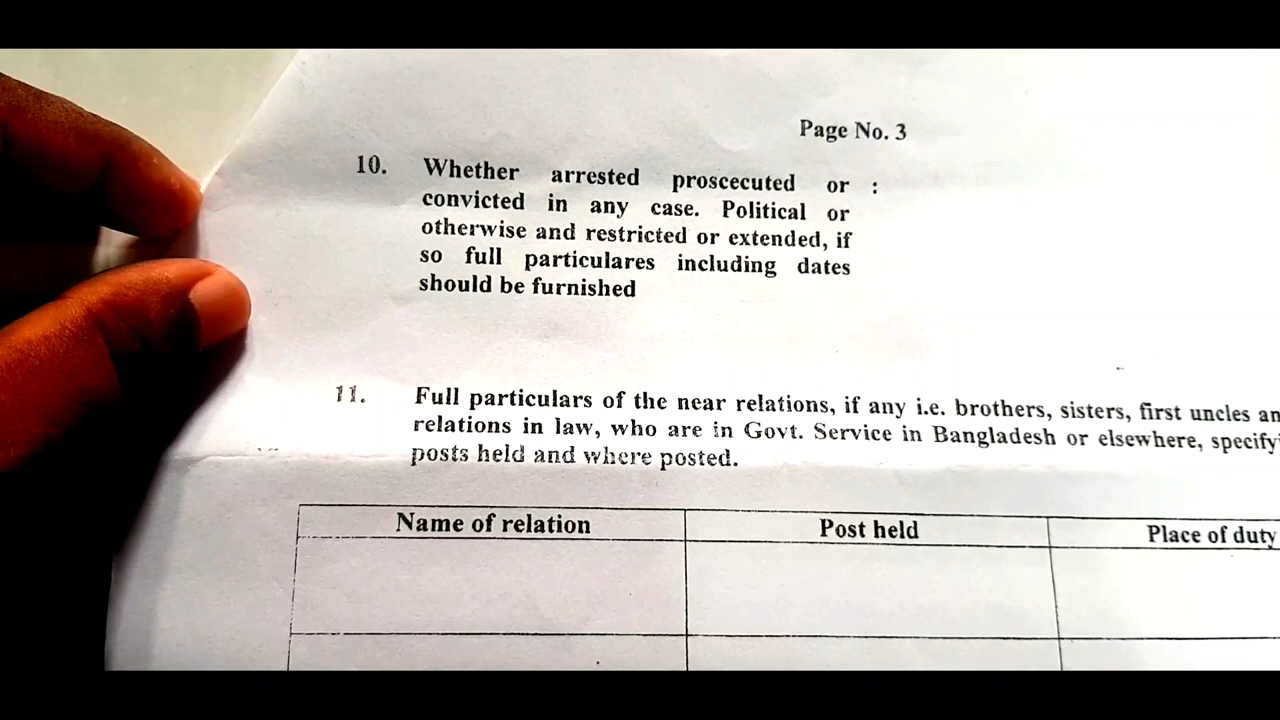 Page No. 3
10. Whether arrested proscecuted or :
convicted in any case. Political or
otherwise and restricted or extended, if
so full particulares including dates
should be furnished
11. Full particulars of the near relations, if any i.e. brothers, sisters, first uncles
relations in law, who are in Govt. Service in Bangladesh or elsewhere,
posts held and where posted.
Name of relation Post held Place of duty